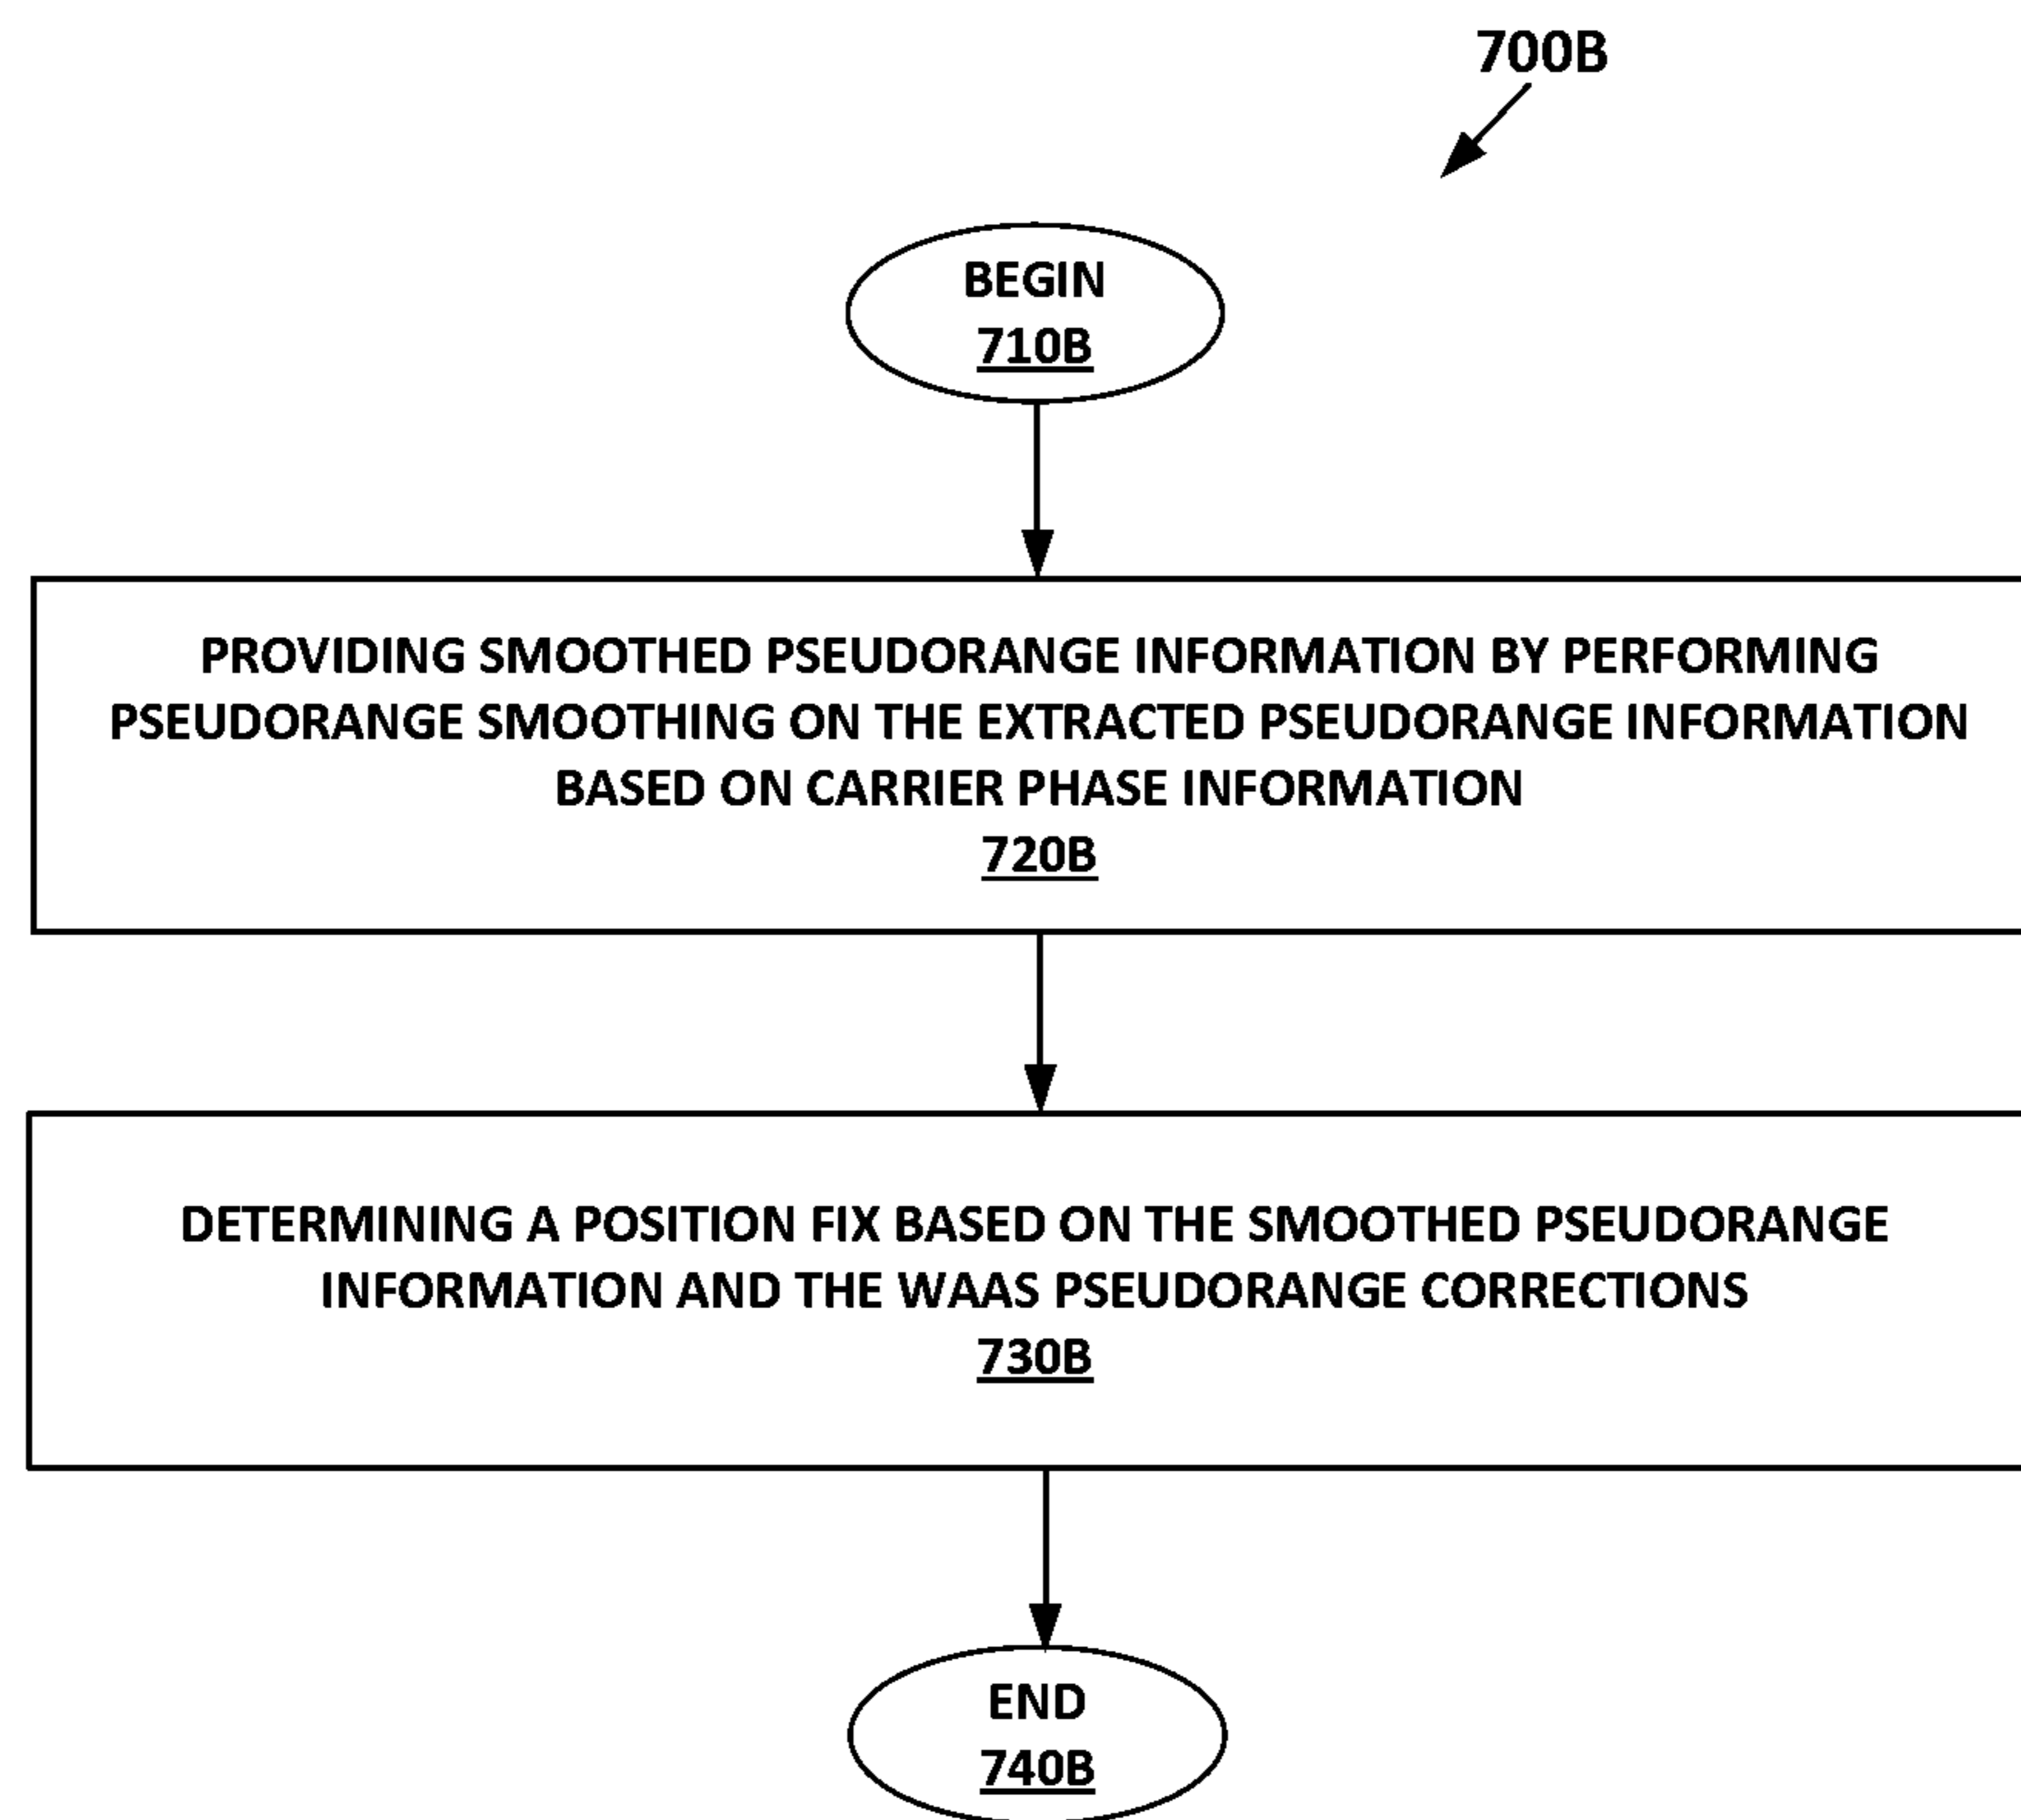 700B
BEGIN
710B
PROVIDING SMOOTHED PSEUDORANGE INFORMATION BY PERFORMING
PSEUDORANGE SMOOTHING ON THE EXTRACTED PSEUDORANGE INFORMATION
BASED ON CARRIER PHASE INFORMATION
720B
DETERMINING A POSITION FIX BASED ON THE SMOOTHED PSEUDORANGE
INFORMATION AND THE WAAS PSEUDORANGE CORRECTIONS
730B
END
740B